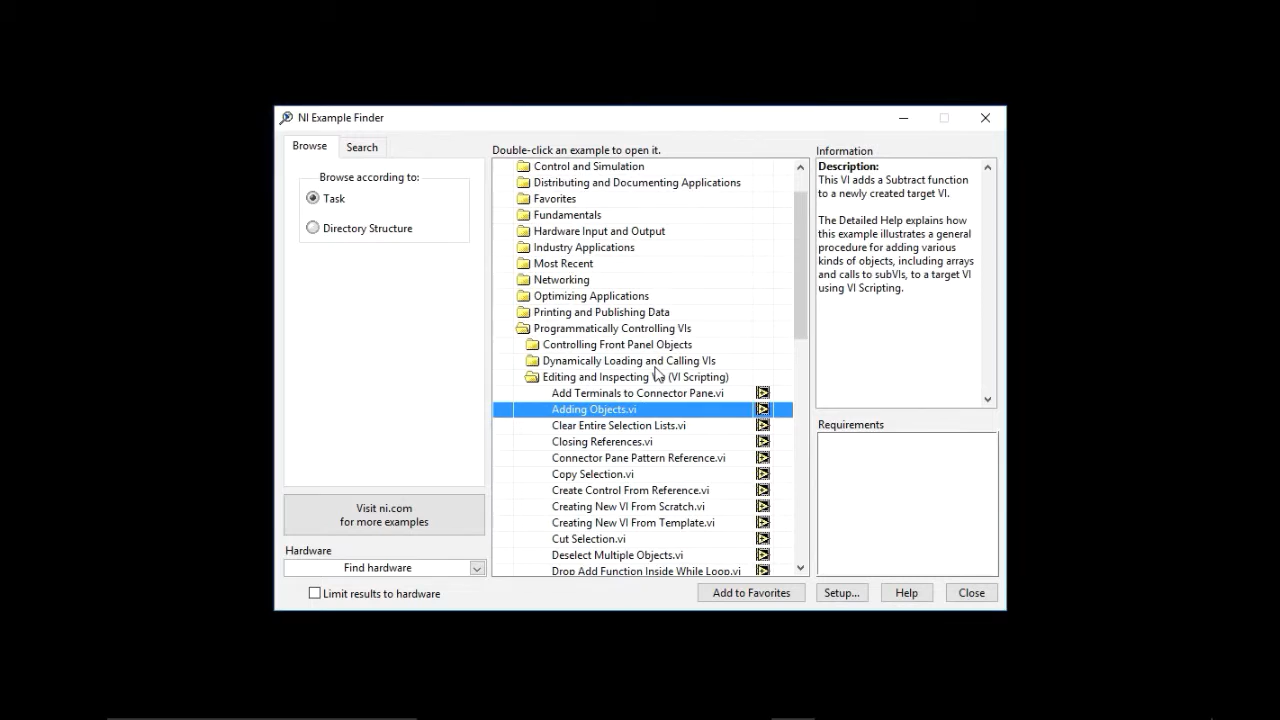 NI Example Finder
Browse
Search
Browse according to:
Task
Directory Structure
Visit ni.com
for more examples
Hardware
Find hardware
Limit results to hardware
Double-click an example to open it.
Control and Simulation
Distributing and Documenting Applications
Favorites
Fundamentals
Hardware Input and Output
Industry Applications
Most Recent
Networking
Optimizing Applications
Printing and Publishing Data
Programmatically Controlling VIs
Controlling Front Panel Objects
Dynamically Loading and Calling VIs
Editing and Inspecting VIs (VI Scripting)
Add Terminals to Connector Pane.vi
Adding Objects.vi
Clear Entire Selection Lists.vi
Closing References.vi
Connector Pane Pattern Reference.vi
Copy Selection.vi
Create Control From Reference.vi
Creating New VI From Scratch.vi
Creating New VI From Template.vi
Cut Selection.vi
Deselect Multiple Objects.vi
Drop Add Function Inside While Loop.vi
Information
Description:
This VI adds a Subtract function
to a newly created target VI.
The Detailed Help explains how
this example illustrates a general
procedure for adding various
kinds of objects, including arrays
and calls to subVIs, to a target VI
using VI Scripting.
Requirements
Add to Favorites
Setup...
Help
Close